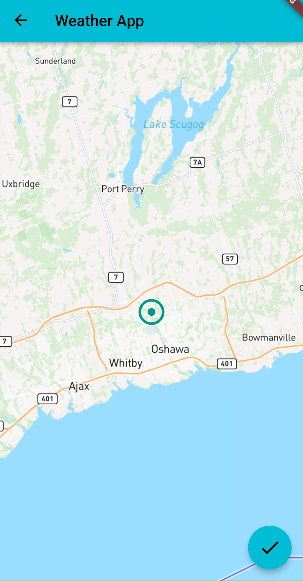 Weather App
Sunderland
7
Lake Scugog
7A
Uxbridge
Port Perry
57
7
7
Bowmanville
Oshawa
Whitby
401
Ajax
401